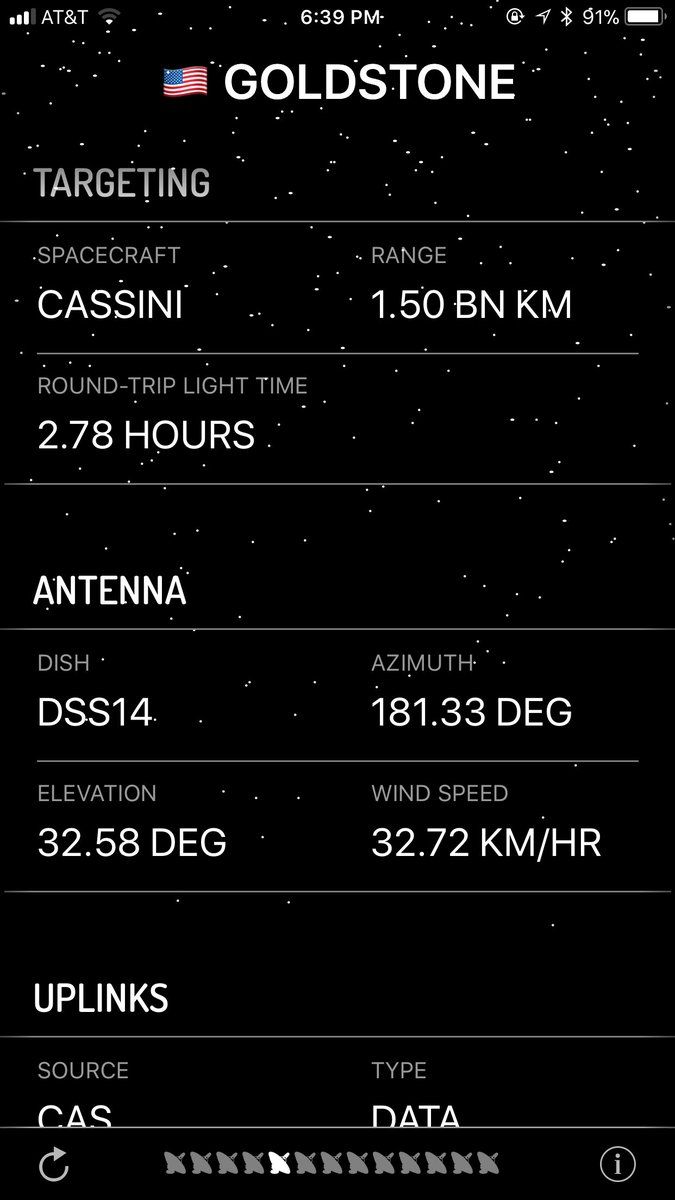 AT&T 6:39 PM 91%
🇺🇸 GOLDSTONE
TARGETING
SPACECRAFT RANGE
CASSINI 1.50 BN KM
ROUND-TRIP LIGHT TIME
2.78 HOURS
ANTENNA
DISH AZIMUTH
DSS14 181.33 DEG
ELEVATION WIND SPEED
32.58 DEG 32.72 KM/HR
UPLINKS
SOURCE TYPE
CAS DATA